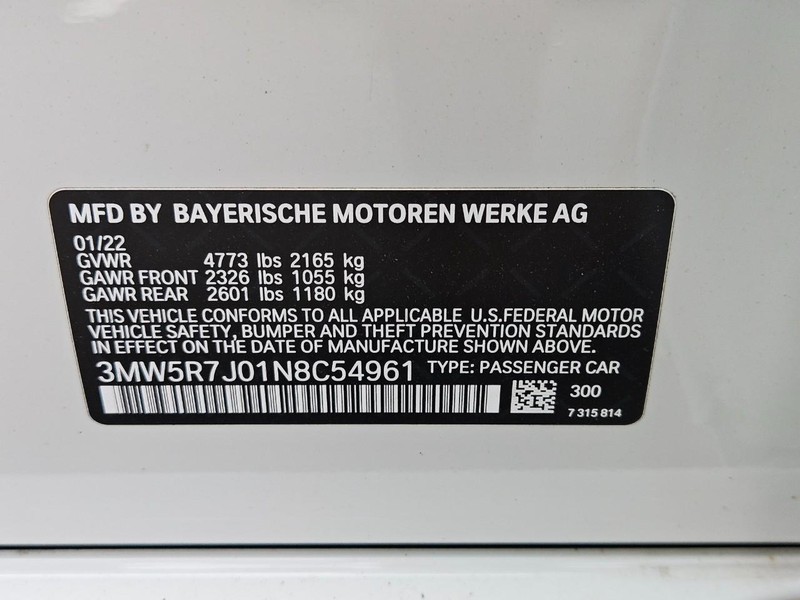 MFD BY BAYERISCHE MOTOREN WERKE AG
01/22
GVWR 4773 lbs 2165 kg
GAWR FRONT 2326 lbs 1055 kg
GAWR REAR 2601 lbs 1180 kg
THIS VEHICLE CONFORMS TO ALL APPLICABLE U.S.FEDERAL MOTOR
VEHICLE SAFETY, BUMPER AND THEFT PREVENTION STANDARDS
IN EFFECT ON THE DATE OF MANUFACTURE SHOWN ABOVE.
3MW5R7J01N8C54961 TYPE: PASSENGER CAR
300
7 315 814